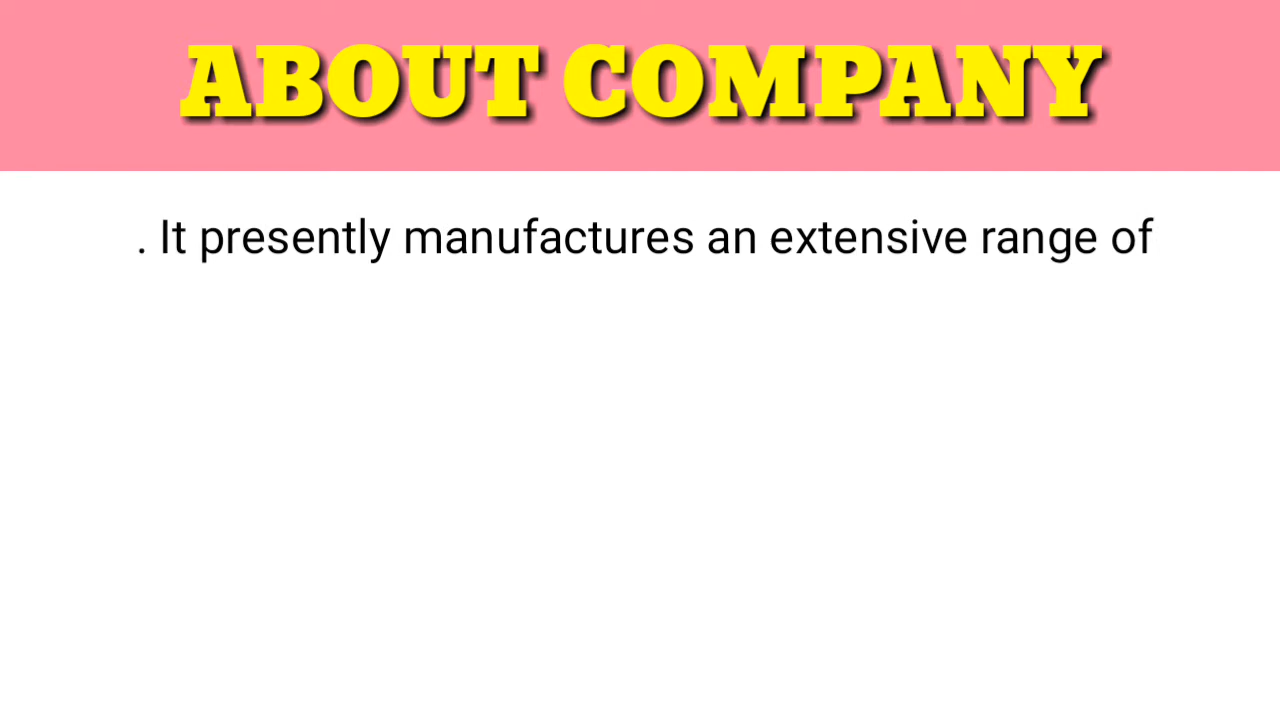 ABOUT COMPANY
. It presently manufactures an extensive range of